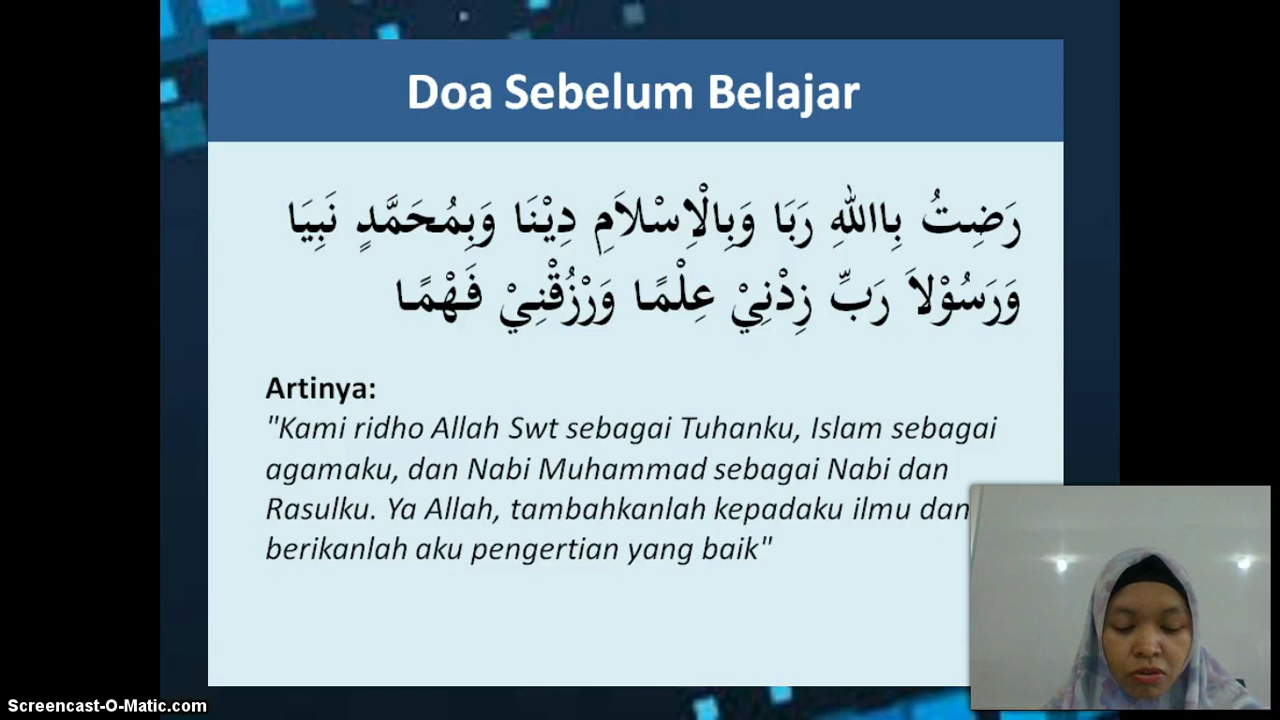 Doa Sebelum Belajar
رَضِتُ بِااللهِ رَبَا وَبِالْاِسْلاَمِ دِيْنَا وَبِمُحَمَّدٍ نَبِيَا
وَرَسُوْلاَ رَبِّ زِدْنِيْ عِلْمًا وَرْزُقْنِيْ فَهْمًا
Artinya:
"Kami ridho Allah Swt sebagai Tuhanku, Islam sebagai
agamaku, dan Nabi Muhammad sebagai Nabi dan
Rasulku. Ya Allah, tambahkanlah kepadaku ilmu dan
berikanlah aku pengertian yang baik"
Screencast-O-Matic.com